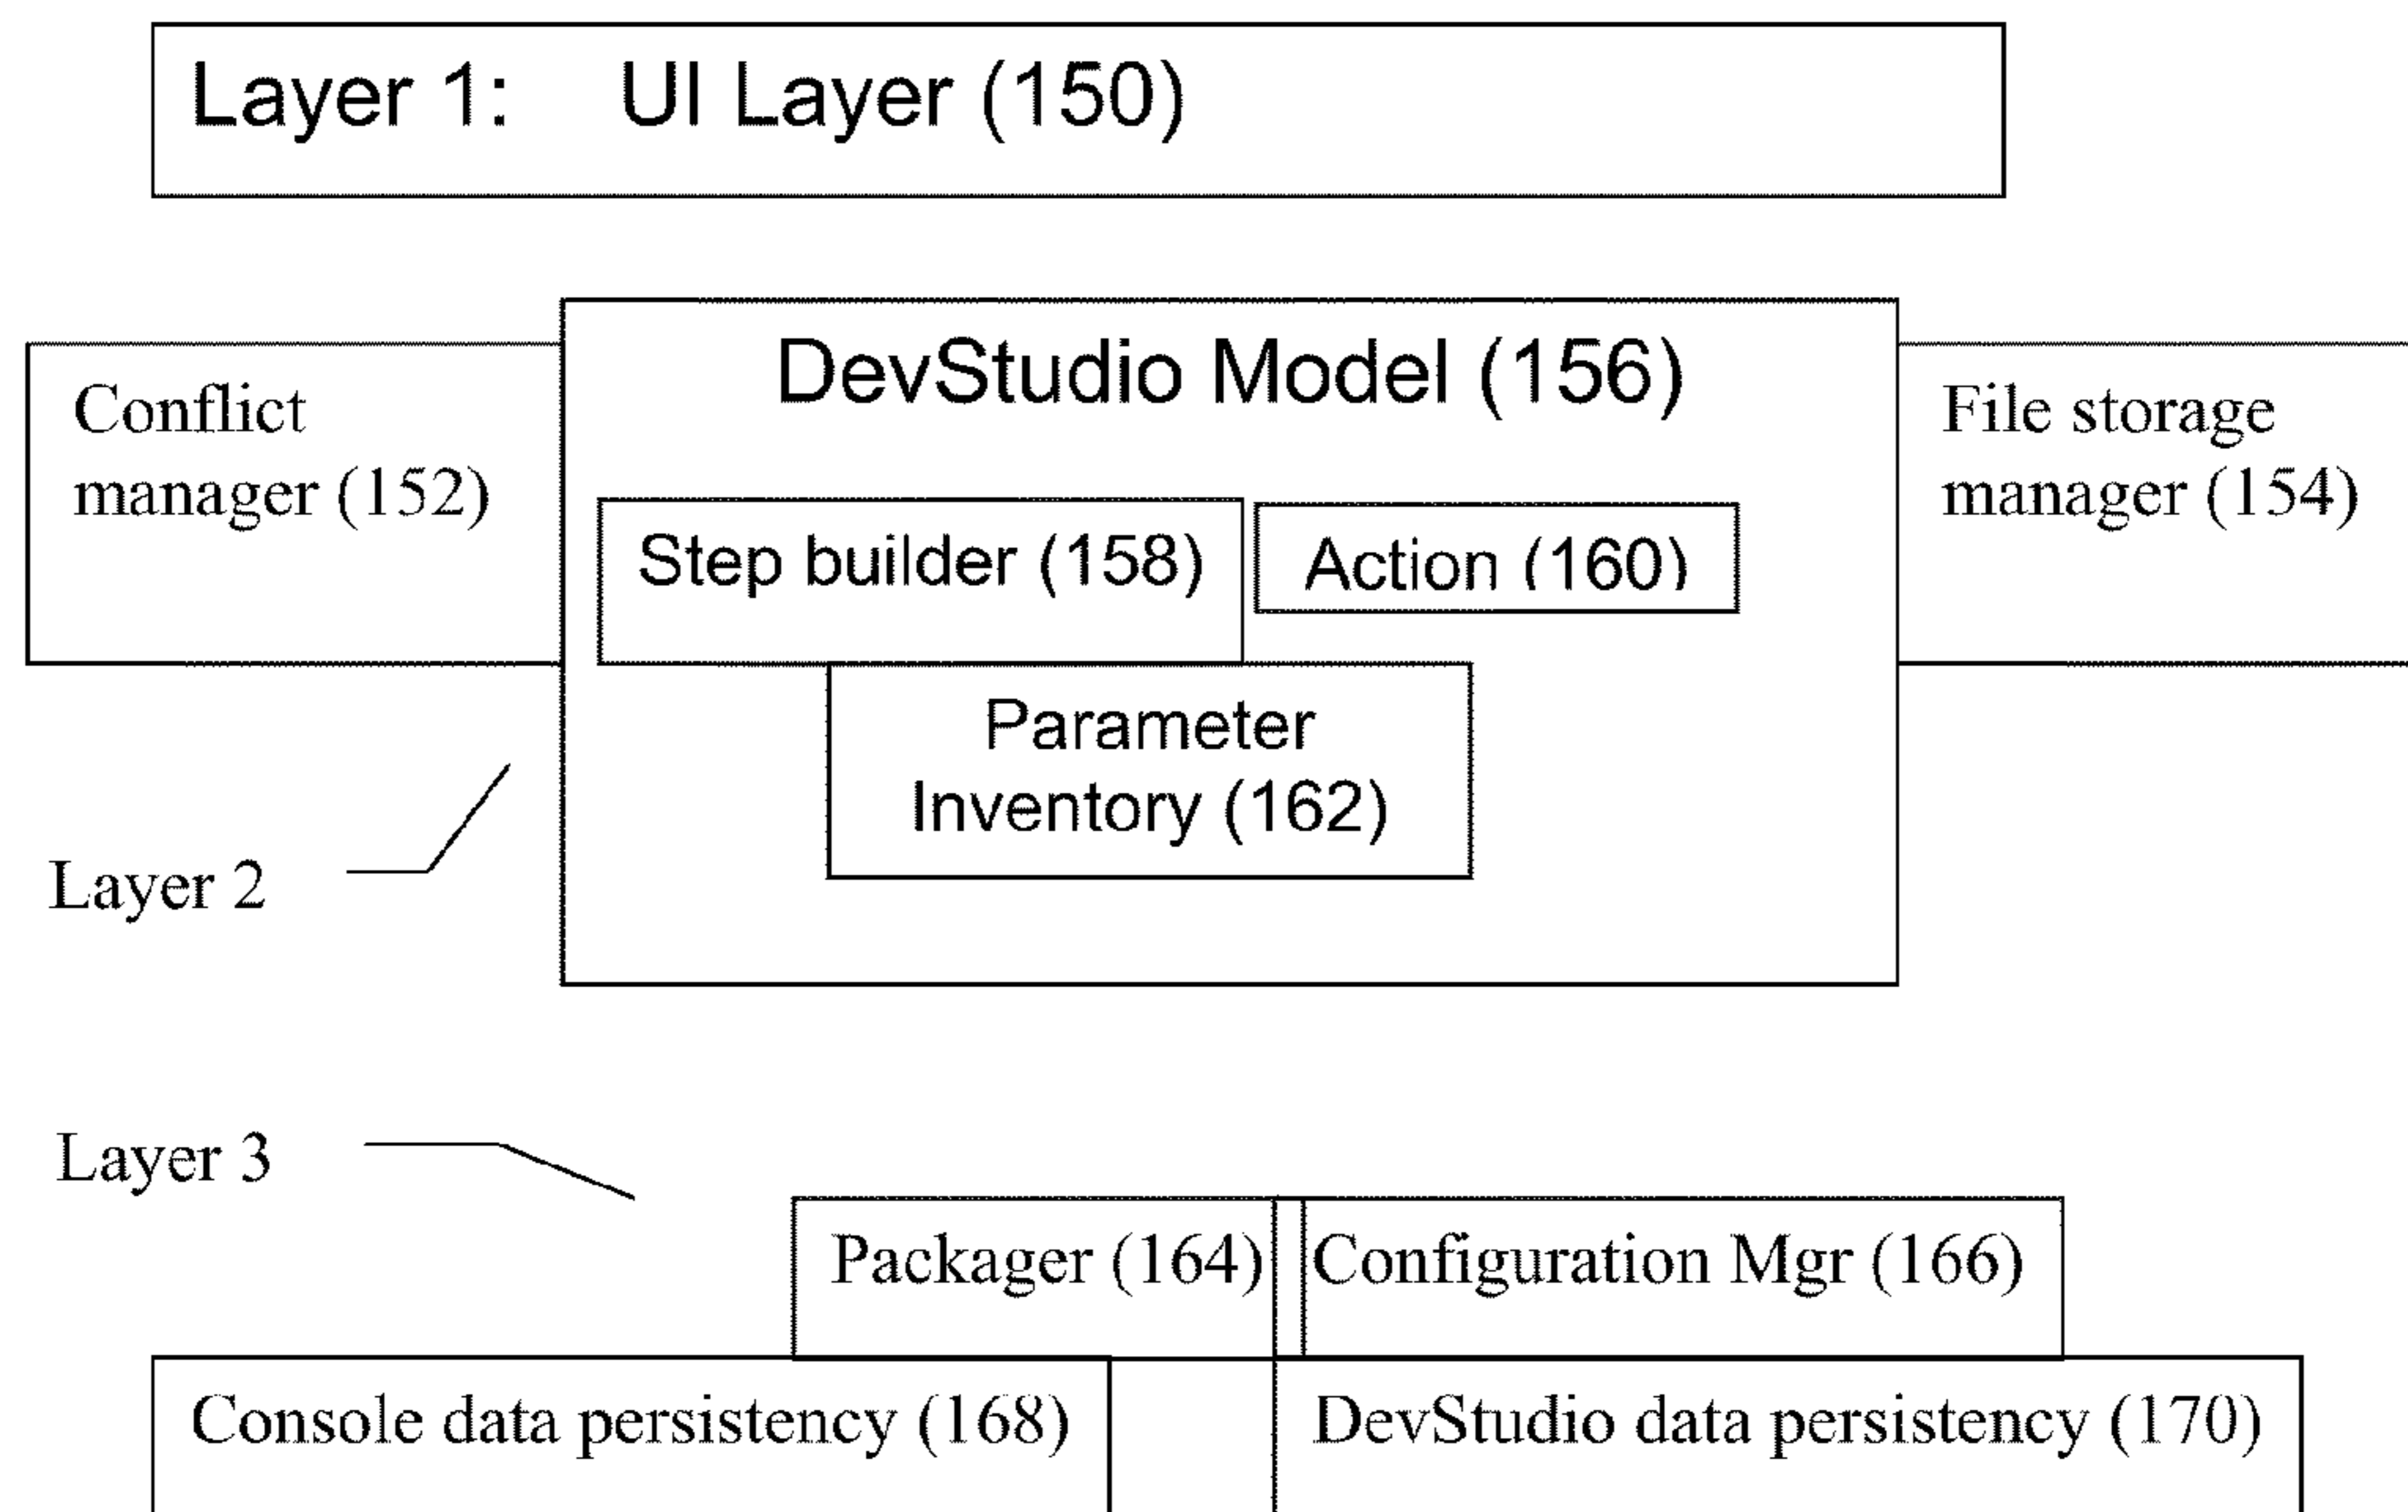 Layer 1: UI Layer (150)
DevStudio Model (156)
Conflict
manager (152)
File storage
manager (154)
Step builder (158)
Action (160)
Parameter
Inventory (162)
Layer 2
Layer 3
Packager (164)
Configuration Mgr (166)
Console data persistency (168)
DevStudio data persistency (170)